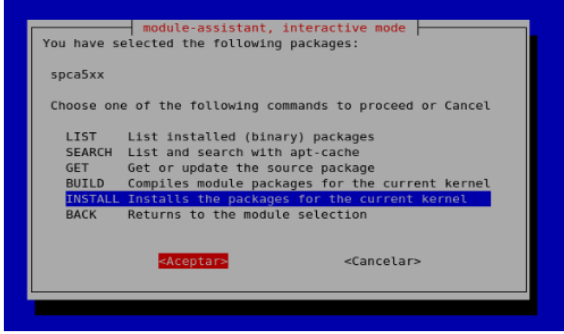 module-assistant, interactive mode
You have selected the following packages:
spca5xx
Choose one of the following commands to proceed or Cancel
LIST List installed (binary) packages
SEARCH List and search with apt-cache
GET Get or update the source package
BUILD Compiles module packages for the current kernel
INSTALL Installs the packages for the current kernel
BACK Returns to the module selection
<Aceptar> <Cancelar>